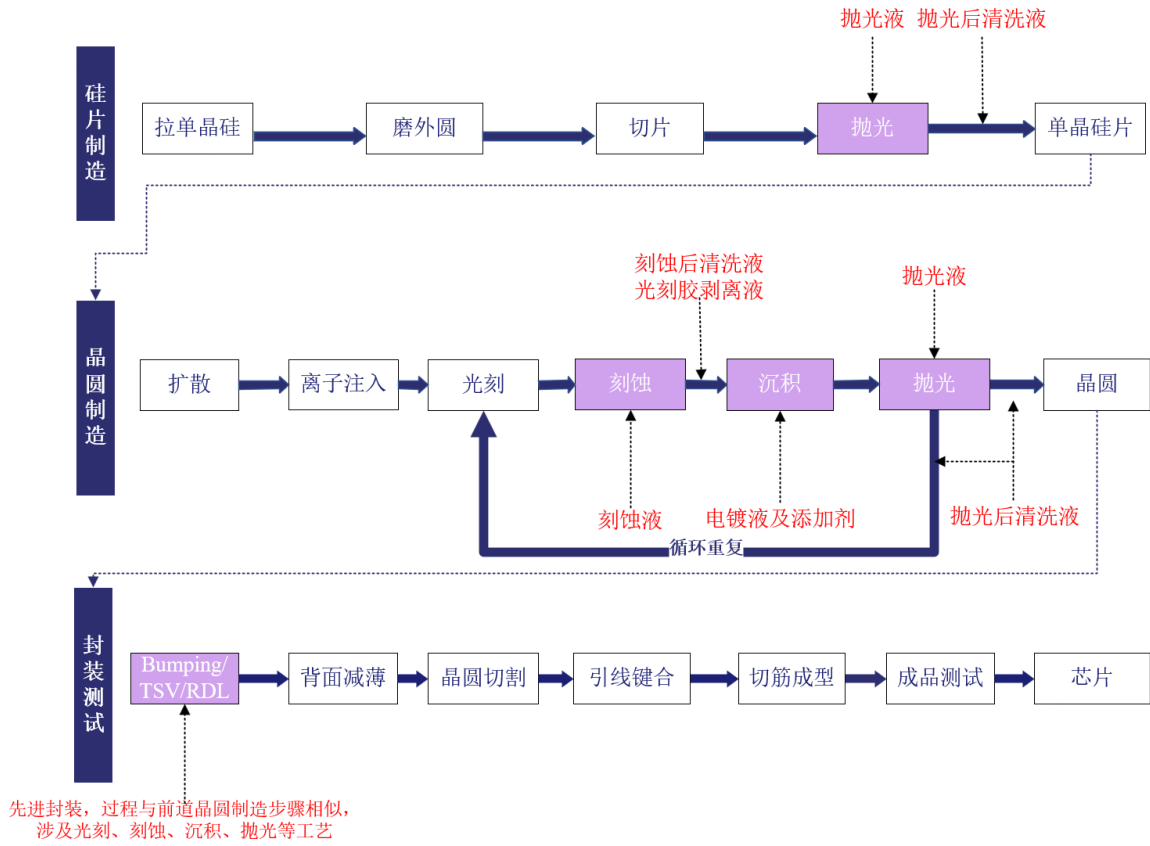 抛光液
抛光后清洗液
硅片制造
拉单晶硅
磨外圆
切片
抛光
单晶硅片
刻蚀后清洗液
光刻胶剥离液
抛光液
晶圆制造
扩散
离子注入
光刻
刻蚀
沉积
抛光
晶圆
刻蚀液
电镀液及添加剂
抛光后清洗液
循环重复
封装测试
Bumping/
TSV/RDL
背面减薄
晶圆切割
引线键合
切筋成型
成品测试
芯片
先进封装，过程与前道晶圆制造步骤相似，
涉及光刻、刻蚀、沉积、抛光等工艺